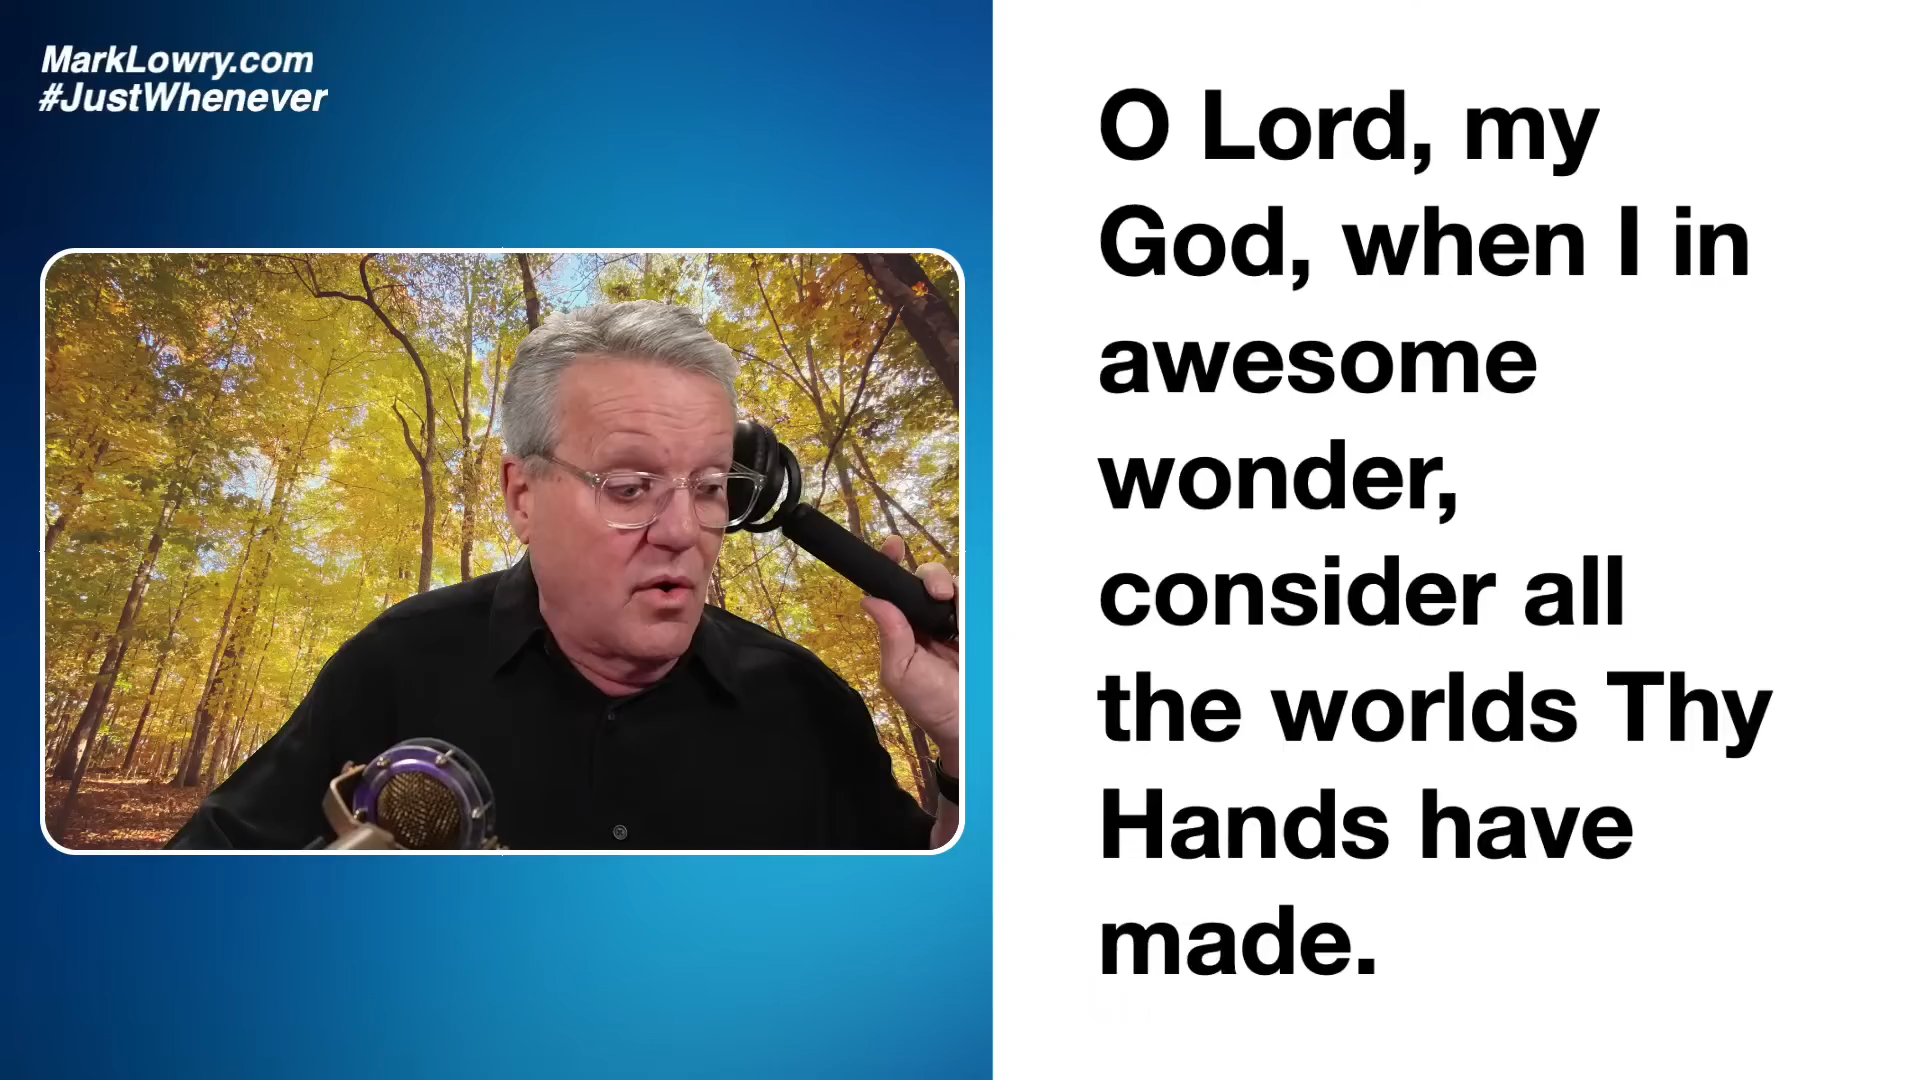 MarkLowry.com
#JustWhenever
O Lord, my
God, when I in
awesome
wonder,
consider all
the worlds Thy
Hands have
made.